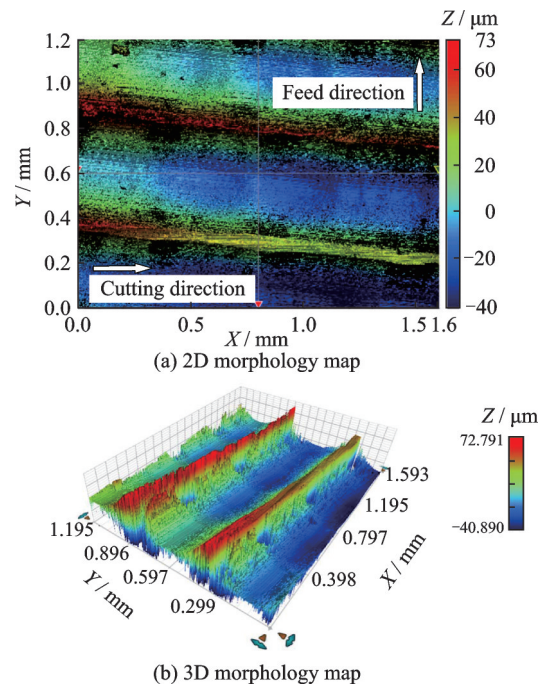 Z / μm
1.2
73
1.0
Feed direction
60
0.8
40
Y / mm
0.6
20
0.4
0
0.2
−20
Cutting direction
0.0
−40
0.0
0.5
1.0
1.5
1.6
X / mm
(a) 2D morphology map
Z / μm
72.791
−40.890
1.593
1.195
1.195
0.896
0.797
0.597
0.398
0.299
Y / mm
X / mm
(b) 3D morphology map